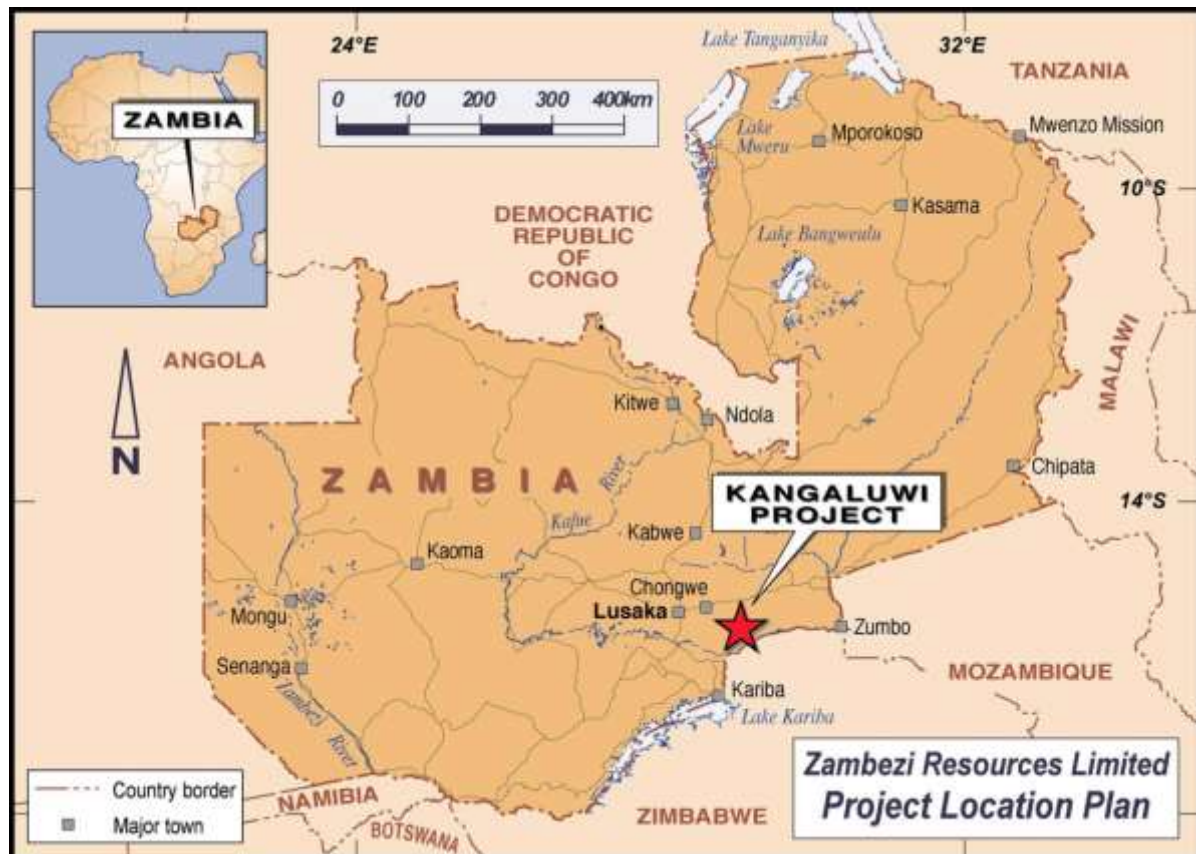 24°E
32°E
Lake Tanganyika
TANZANIA
ZAMBIA
0 100 200 300 400km
Lake
Mweru
Mporokoso
Mwenzo Mission
10°S
DEMOCRATIC
REPUBLIC
OF
CONGO
Kasama
Lake Bangweulu
ANGOLA
MALAWI
N
Kitwe
Ndola
ZAMBIA
River
Kafue
Chipata
KANGALUWI
PROJECT
14°S
Kabwe
Kaoma
Chongwe
Lusaka
Mongu
Zumbo
Senanga
Zambezi
River
MOZAMBIQUE
Kariba
Lake Kariba
Zambezi Resources Limited
Project Location Plan
Country border
Major town
NAMIBIA
BOTSWANA
ZIMBABWE